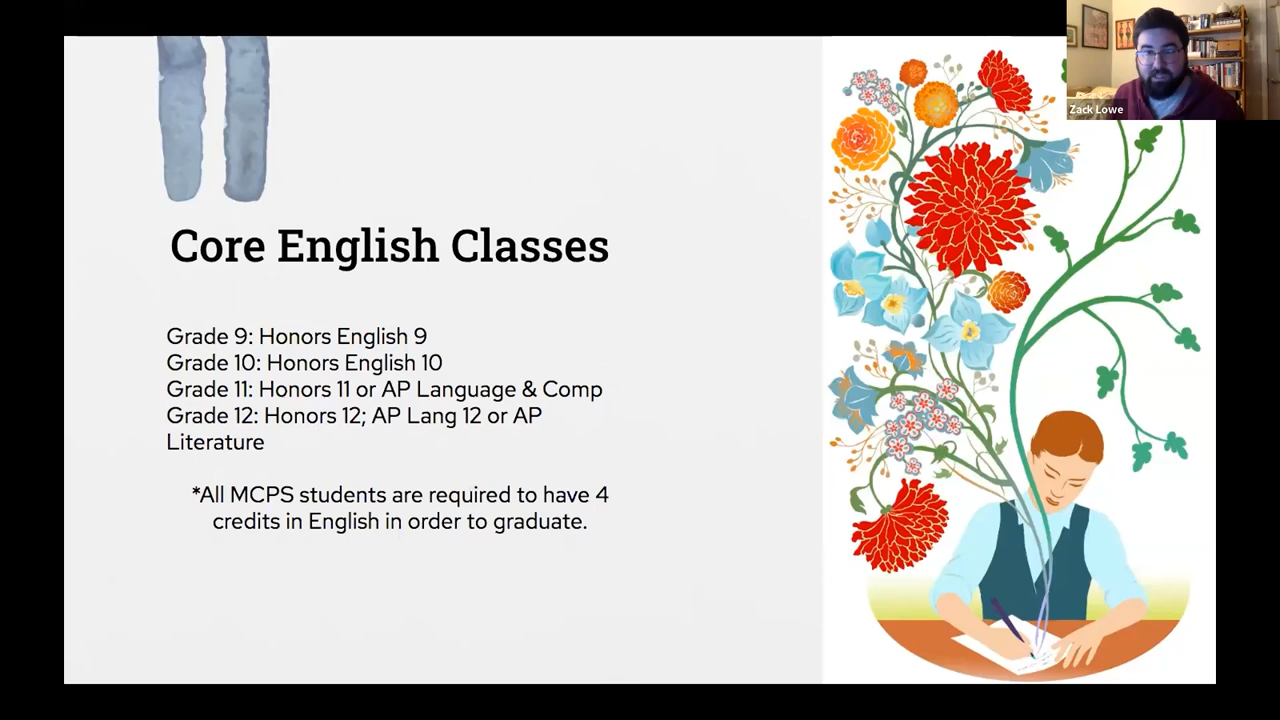 Zack Lowe
Core English Classes
Grade 9: Honors English 9
Grade 10: Honors English 10
Grade 11: Honors 11 or AP Language & Comp
Grade 12: Honors 12; AP Lang 12 or AP
Literature
*All MCPS students are required to have 4
credits in English in order to graduate.